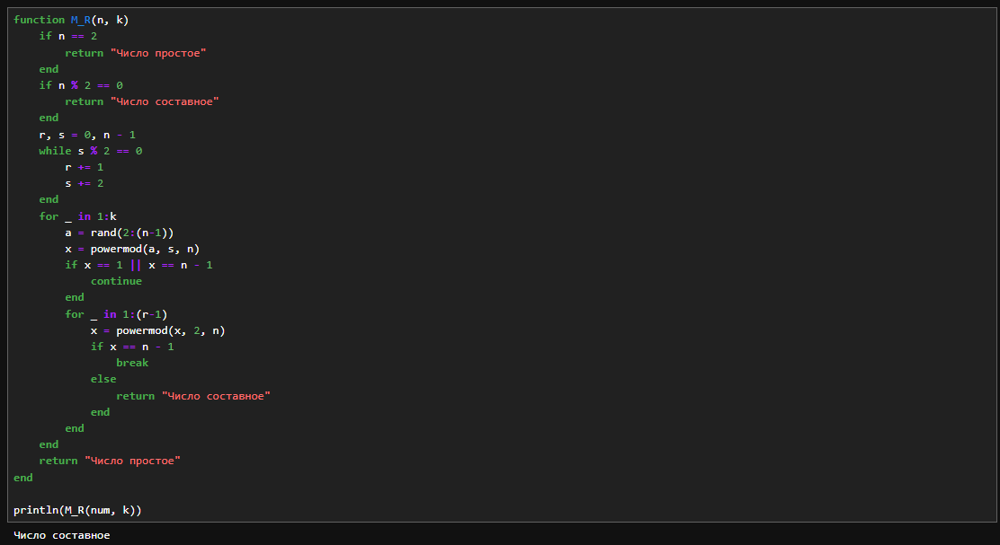 function M_R(n, k)
    if n == 2
        return "Число простое"
    end
    if n % 2 == 0
        return "Число составное"
    end
    r, s = 0, n - 1
    while s % 2 == 0
        r += 1
        s += 2
    end
    for _ in 1:k
        a = rand(2:(n-1))
        x = powermod(a, s, n)
        if x == 1 || x == n - 1
            continue
        end
        for _ in 1:(r-1)
            x = powermod(x, 2, n)
            if x == n - 1
                break
            else
                return "Число составное"
            end
        end
    end
    return "Число простое"
end

println(M_R(num, k))
Число составное